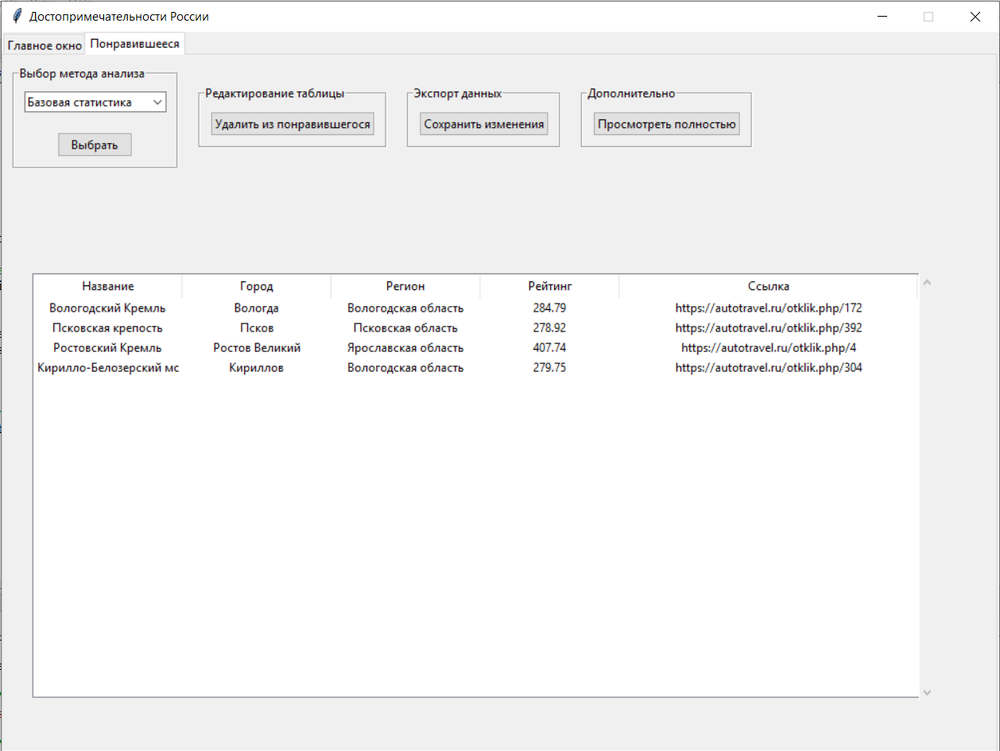 Достопримечательности России
Главное окно Понравившееся
Выбор метода анализа
Базовая статистика
Выбрать
Редактирование таблицы
Удалить из понравившегося
Экспорт данных
Сохранить изменения
Дополнительно
Просмотреть полностью
Название Город Регион Рейтинг Ссылка
Вологодский Кремль Вологда Вологодская область 284.79 https://autotravel.ru/otklik.php/172
Псковская крепость Псков Псковская область 278.92 https://autotravel.ru/otklik.php/392
Ростовский Кремль Ростов Великий Ярославская область 407.74 https://autotravel.ru/otklik.php/4
Кирилло-Белозерский мс Кириллов Вологодская область 279.75 https://autotravel.ru/otklik.php/304